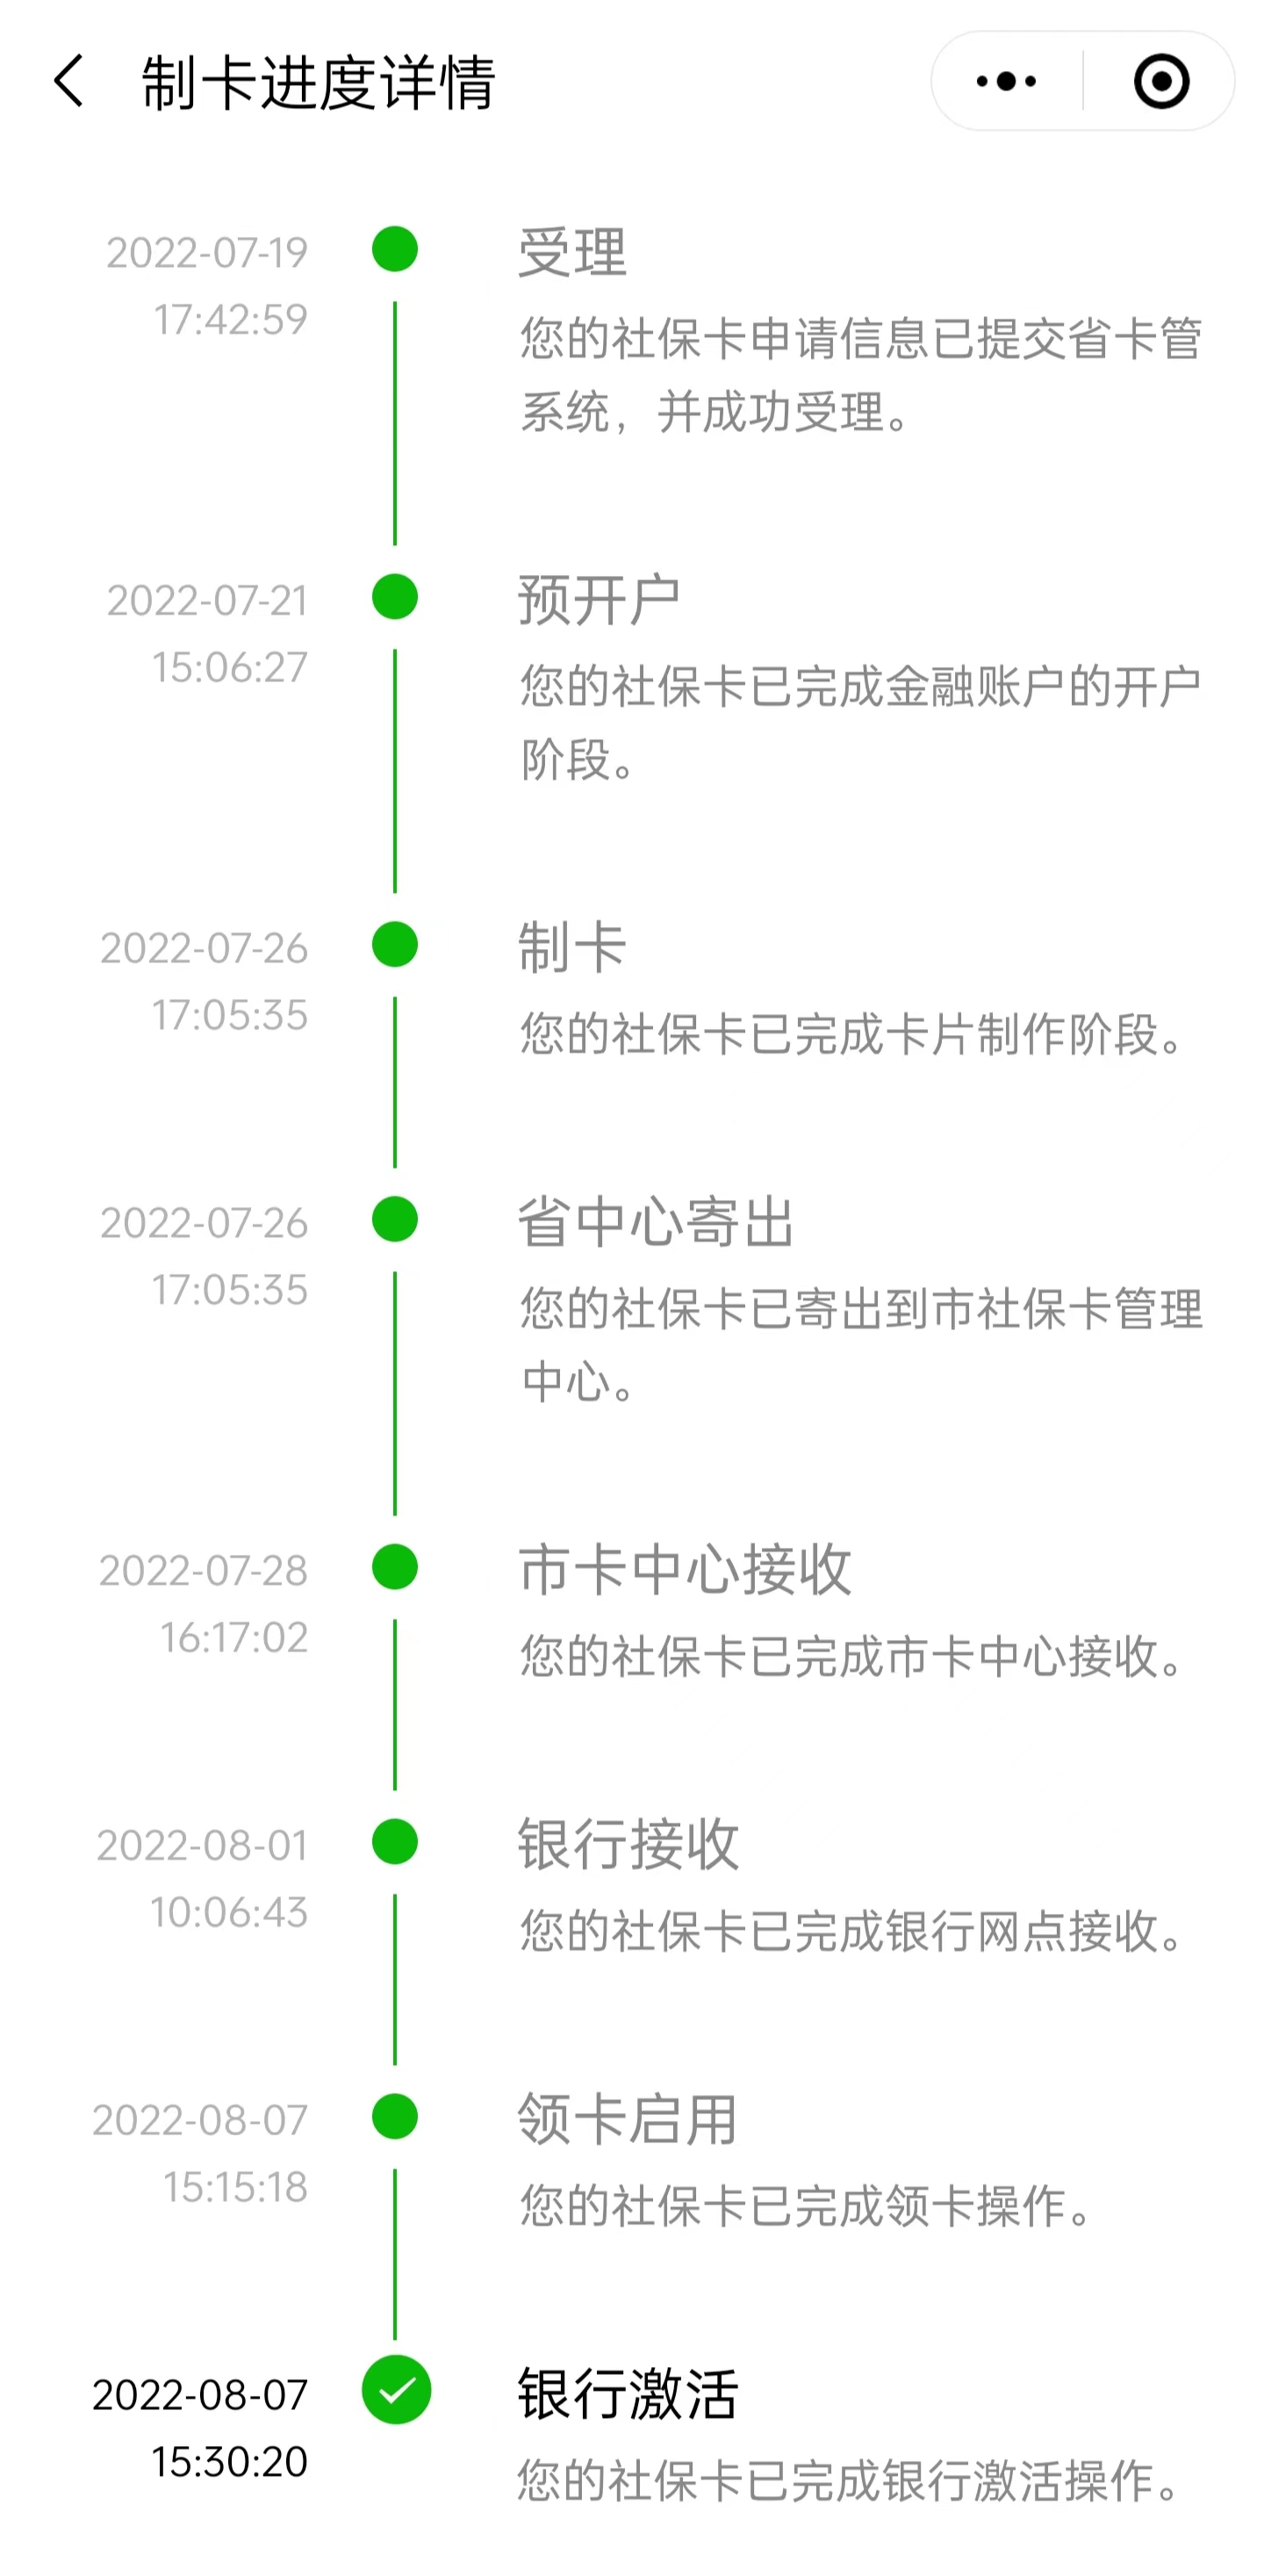 制卡进度详情
2022-07-19
17:42:59
受理
您的社保卡申请信息已提交省卡管
系统，并成功受理。
2022-07-21
15:06:27
预开户
您的社保卡已完成金融账户的开户
阶段。
2022-07-26
17:05:35
制卡
您的社保卡已完成卡片制作阶段。
2022-07-26
17:05:35
省中心寄出
您的社保卡已寄出到市社保卡管理
中心。
2022-07-28
16:17:02
市卡中心接收
您的社保卡已完成市卡中心接收。
2022-08-01
10:06:43
银行接收
您的社保卡已完成银行网点接收。
2022-08-07
15:15:18
领卡启用
您的社保卡已完成领卡操作。
2022-08-07
15:30:20
银行激活
您的社保卡已完成银行激活操作。